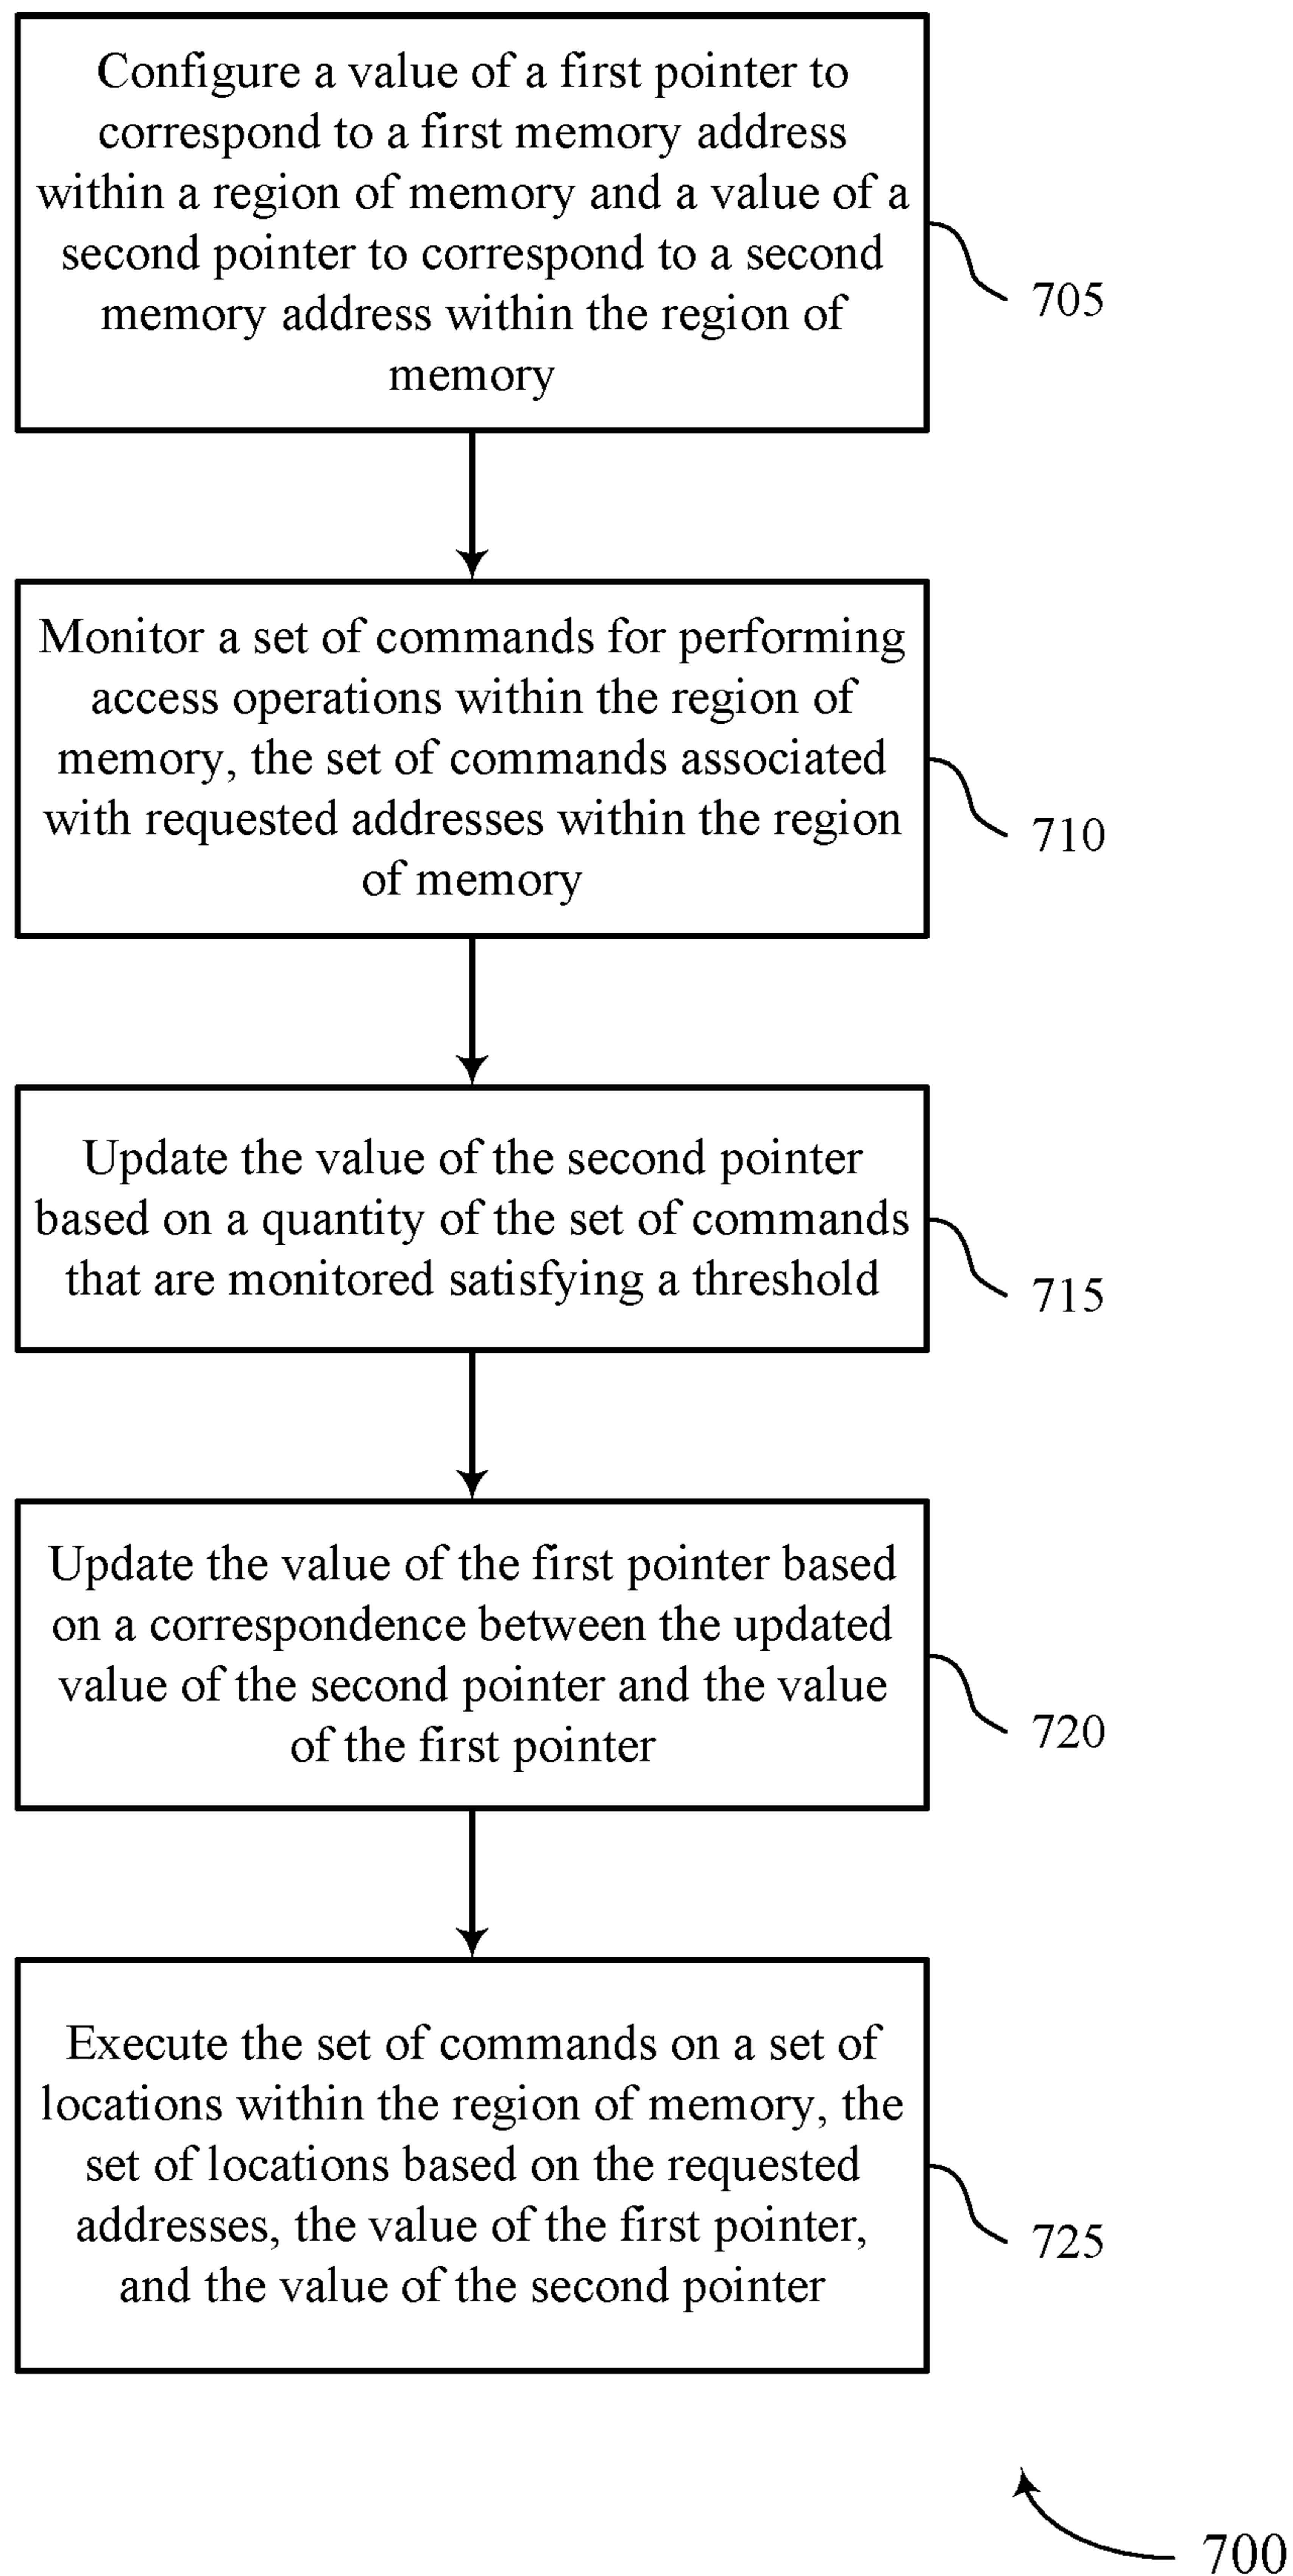 Configure a value of a first pointer to
correspond to a first memory address
within a region of memory and a value of a
second pointer to correspond to a second
memory address within the region of
memory
705
Monitor a set of commands for performing
access operations within the region of
memory, the set of commands associated
with requested addresses within the region
of memory
710
Update the value of the second pointer
based on a quantity of the set of commands
that are monitored satisfying a threshold
715
Update the value of the first pointer based
on a correspondence between the updated
value of the second pointer and the value
of the first pointer
720
Execute the set of commands on a set of
locations within the region of memory, the
set of locations based on the requested
addresses, the value of the first pointer,
and the value of the second pointer
725
700